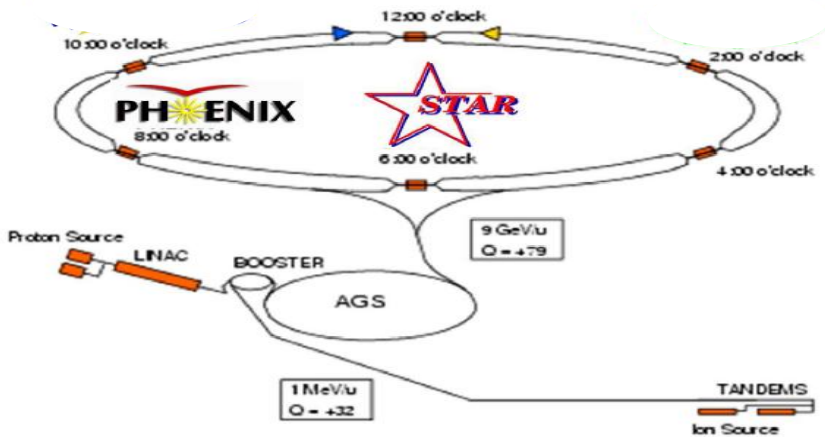 12:00 o'clock
10:00 o'clock
2:00 o'clock
PHOENIX
STAR
8:00 o'clock
6:00 o'clock
4:00 o'clock
9 GeV/u
Q = +79
Proton Source
LINAC
BOOSTER
AGS
1 MeV/u
Q = +32
TANDEMS
Ion Source